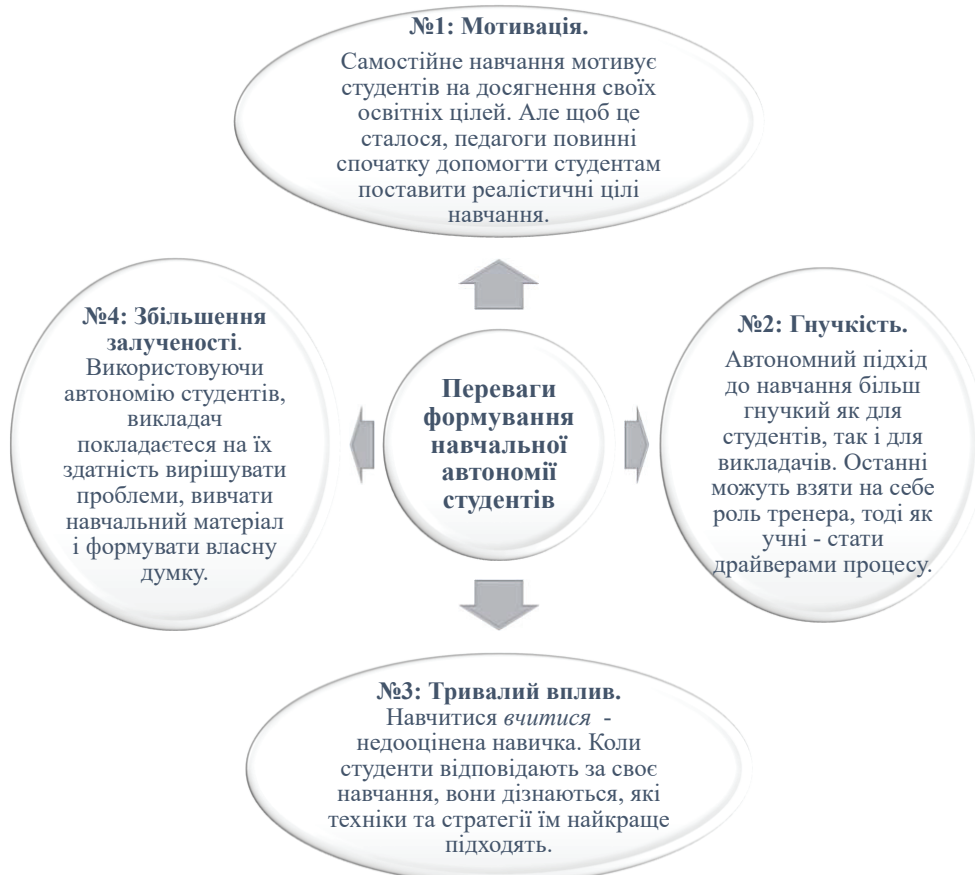 №1: Мотивація.
Самостійне навчання мотивує
студентів на досягнення своїх
освітніх цілей. Але щоб це
сталося, педагоги повинні
спочатку допомогти студентам
поставити реалістичні цілі
навчання.
№4: Збільшення
залученості.
Використовуючи
автономію студентів,
викладач
покладаєтеся на їх
здатність вирішувати
проблеми, вивчати
навчальний матеріал
і формувати власну
думку.
Переваги
формування
навчальної
автономії
студентів
№2: Гнучкість.
Автономний підхід
до навчання більш
гнучкий як для
студентів, так і для
викладачів. Останні
можуть взяти на себе
роль тренера, тоді як
учні - стати
драйверами процесу.
№3: Тривалий вплив.
Навчитися вчитися -
недооцінена навичка. Коли
студенти відповідають за своє
навчання, вони дізнаються, які
техніки та стратегії їм найкраще
підходять.